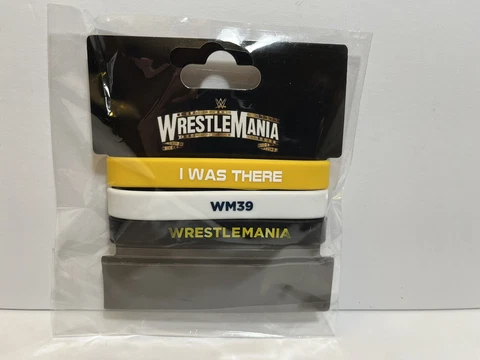 W
WRESTLEMANIA
I WAS THERE
WM39
WRESTLEMANIA